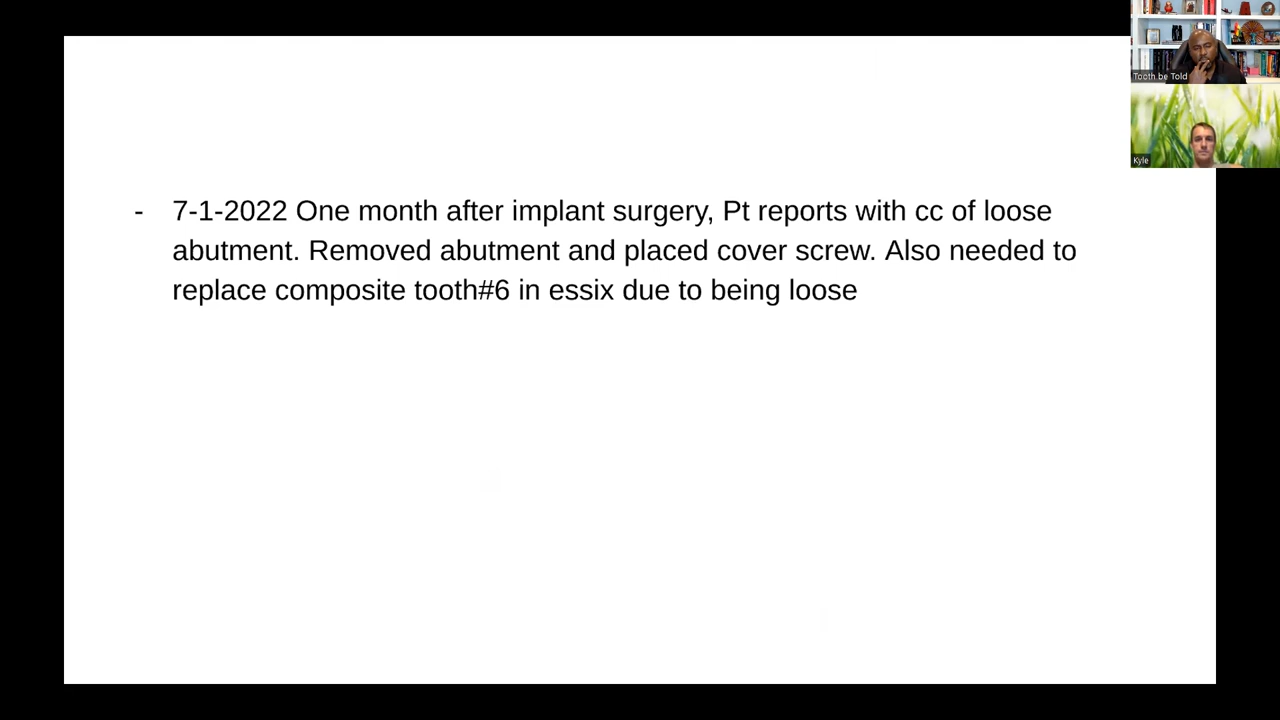 Tooth be Told
Kyle
- 7-1-2022 One month after implant surgery, Pt reports with cc of loose
abutment. Removed abutment and placed cover screw. Also needed to
replace composite tooth#6 in essix due to being loose